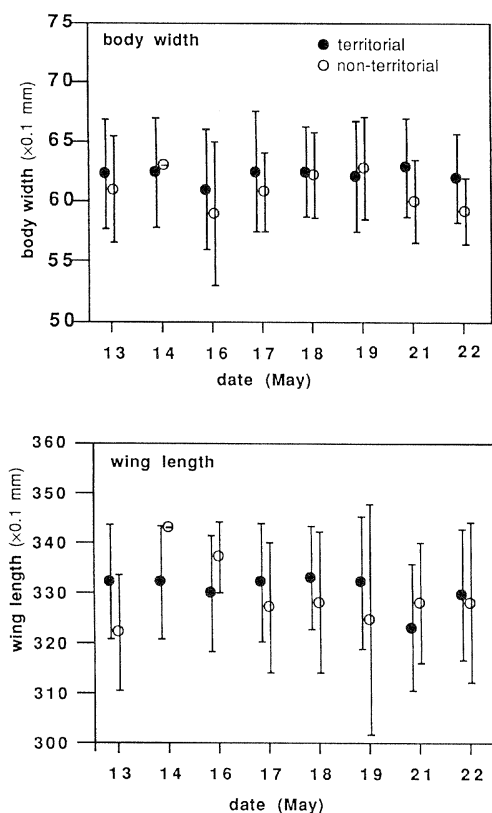 75
body width
● territorial
○ non-territorial
70
65
60
55
50
body width (×0.1 mm)
13 14 16 17 18 19 21 22
date (May)
360
wing length
350
340
330
320
310
300
wing length (×0.1 mm)
13 14 16 17 18 19 21 22
date (May)